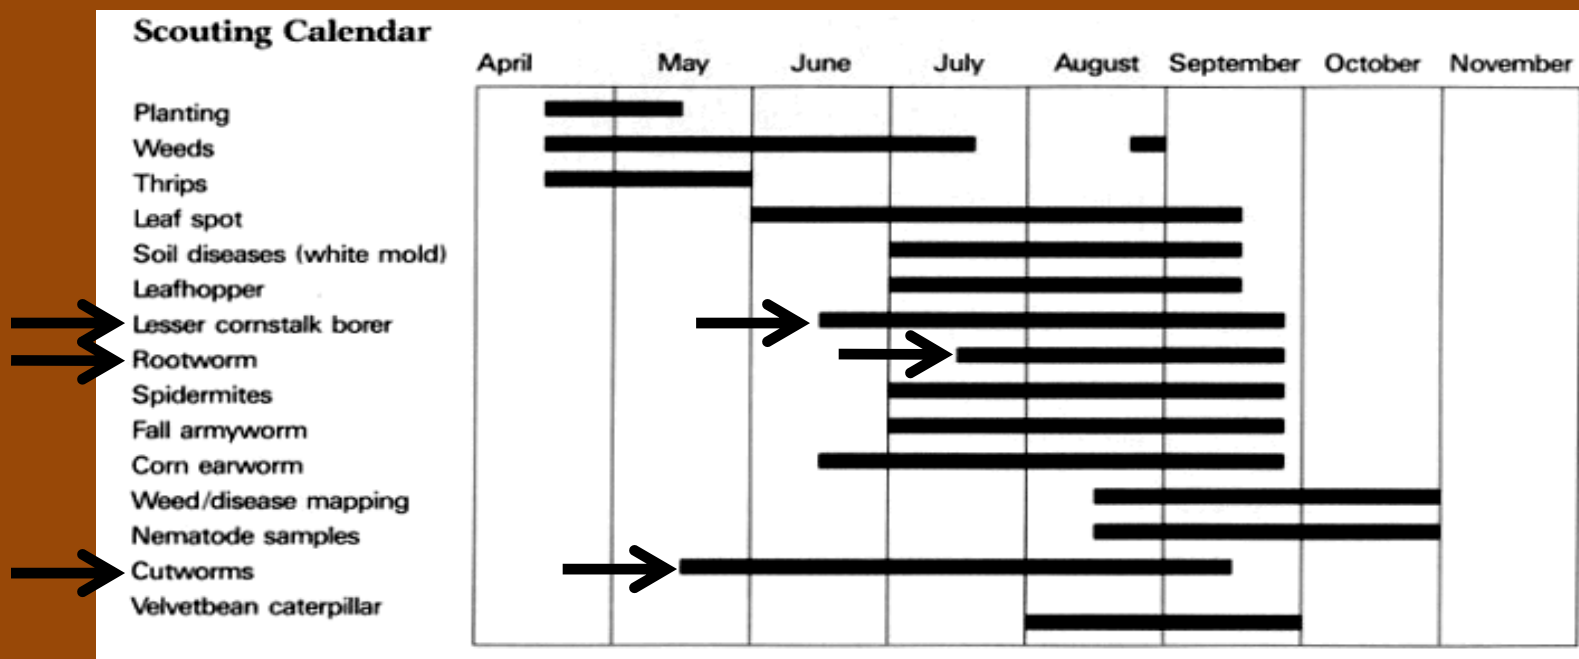 Scouting Calendar
April May June July August September October November
Planting
Weeds
Thrips
Leaf spot
Soil diseases (white mold)
Leafhopper
Lesser cornstalk borer
Rootworm
Spidermites
Fall armyworm
Corn earworm
Weed/disease mapping
Nematode samples
Cutworms
Velvetbean caterpillar